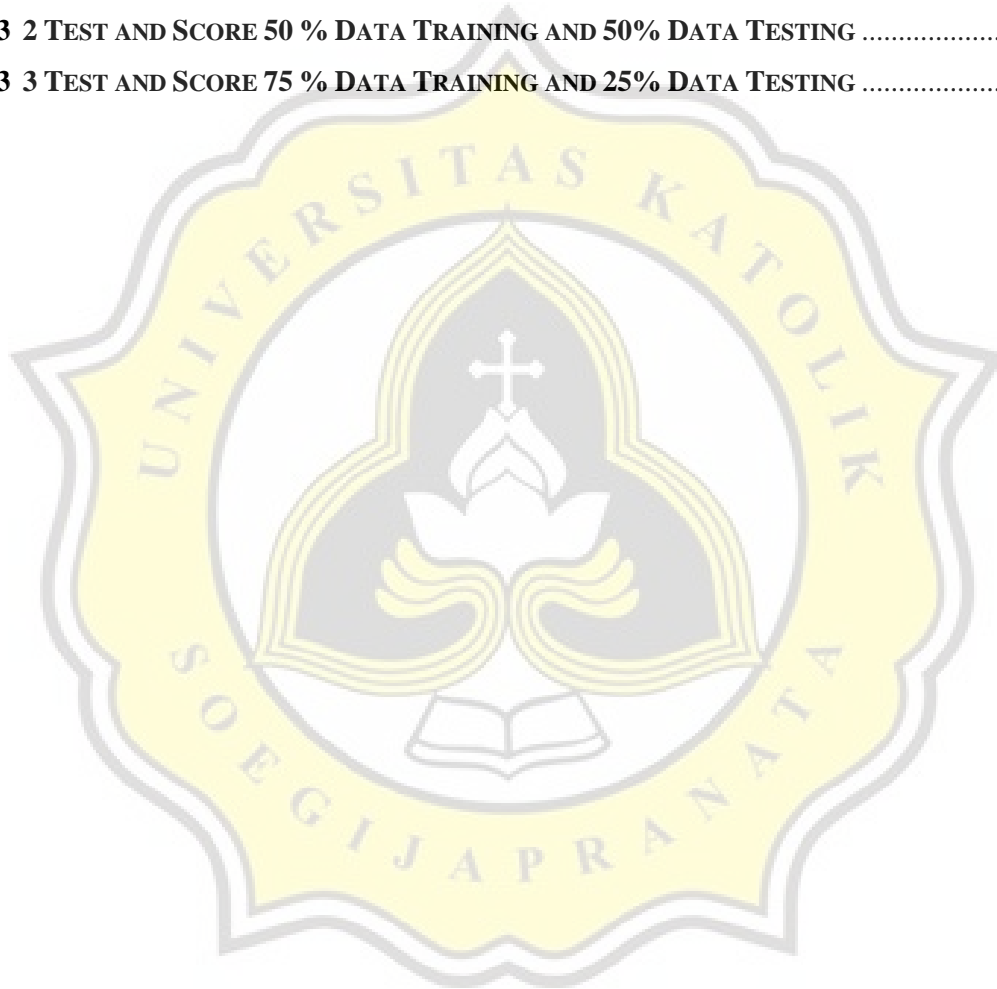 3 2 TEST AND SCORE 50 % DATA TRAINING AND 50% DATA TESTING ...................
3 3 TEST AND SCORE 75 % DATA TRAINING AND 25% DATA TESTING ...................
UNIVERSITAS KATOLIK
SOEGIJAPRANATA